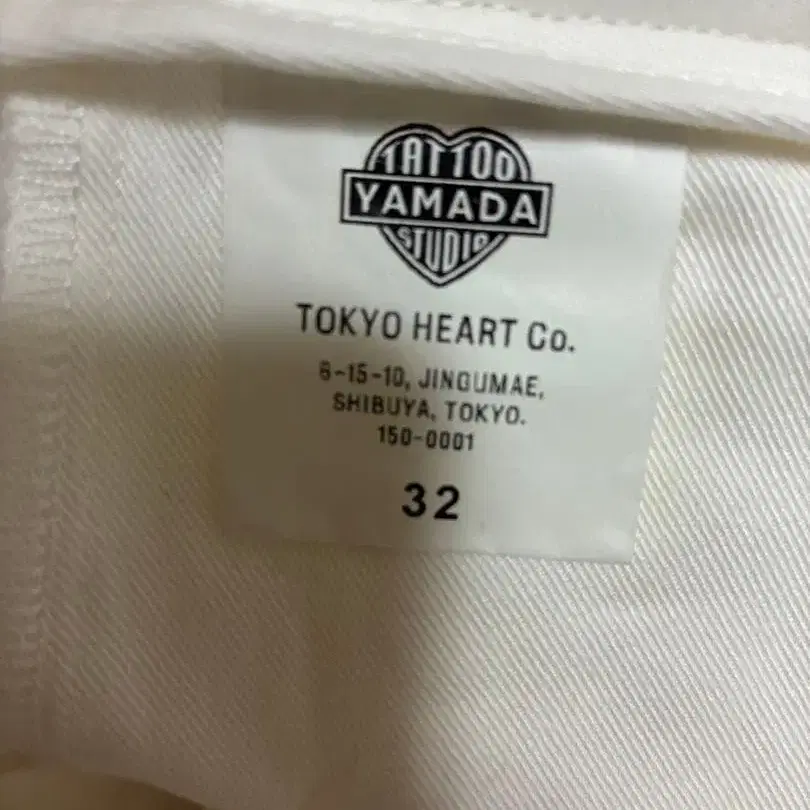 TATTOO
YAMADA
STUDIO
TOKYO HEART Co.
6-15-10, JINGUMAE,
SHIBUYA, TOKYO.
150-0001
32